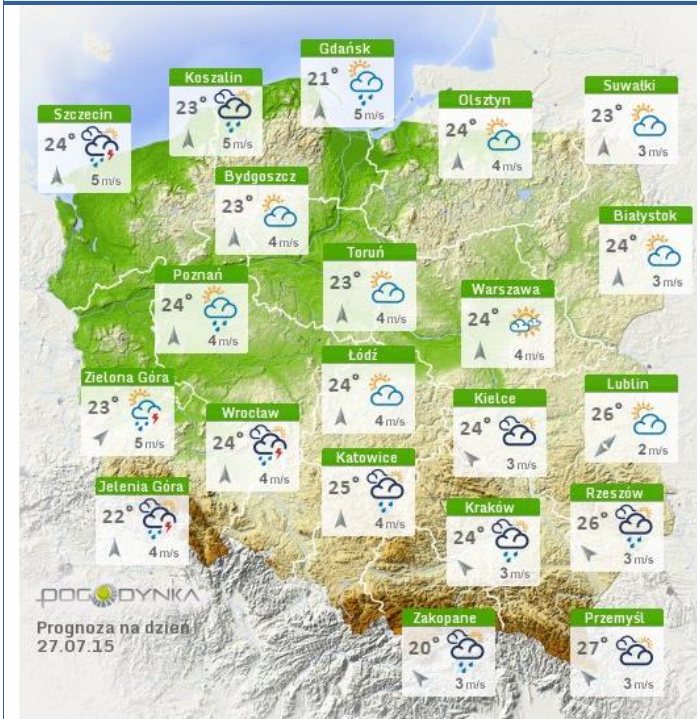 Gdańsk
21°
5 m/s
Koszalin
23°
5 m/s
Suwałki
23°
3 m/s
Olsztyn
24°
4 m/s
Szczecin
24°
5 m/s
Bydgoszcz
23°
4 m/s
Białystok
24°
3 m/s
Toruń
23°
4 m/s
Poznań
24°
4 m/s
Warszawa
24°
4 m/s
Łódź
24°
4 m/s
Zielona Góra
23°
5 m/s
Lublin
26°
2 m/s
Kielce
24°
3 m/s
Wrocław
24°
4 m/s
Katowice
25°
4 m/s
Jelenia Góra
22°
4 m/s
Rzeszów
26°
3 m/s
Kraków
24°
3 m/s
POGODYNKA
Prognoza na dzień
27.07.15
Zakopane
20°
3 m/s
Przemyśl
27°
3 m/s